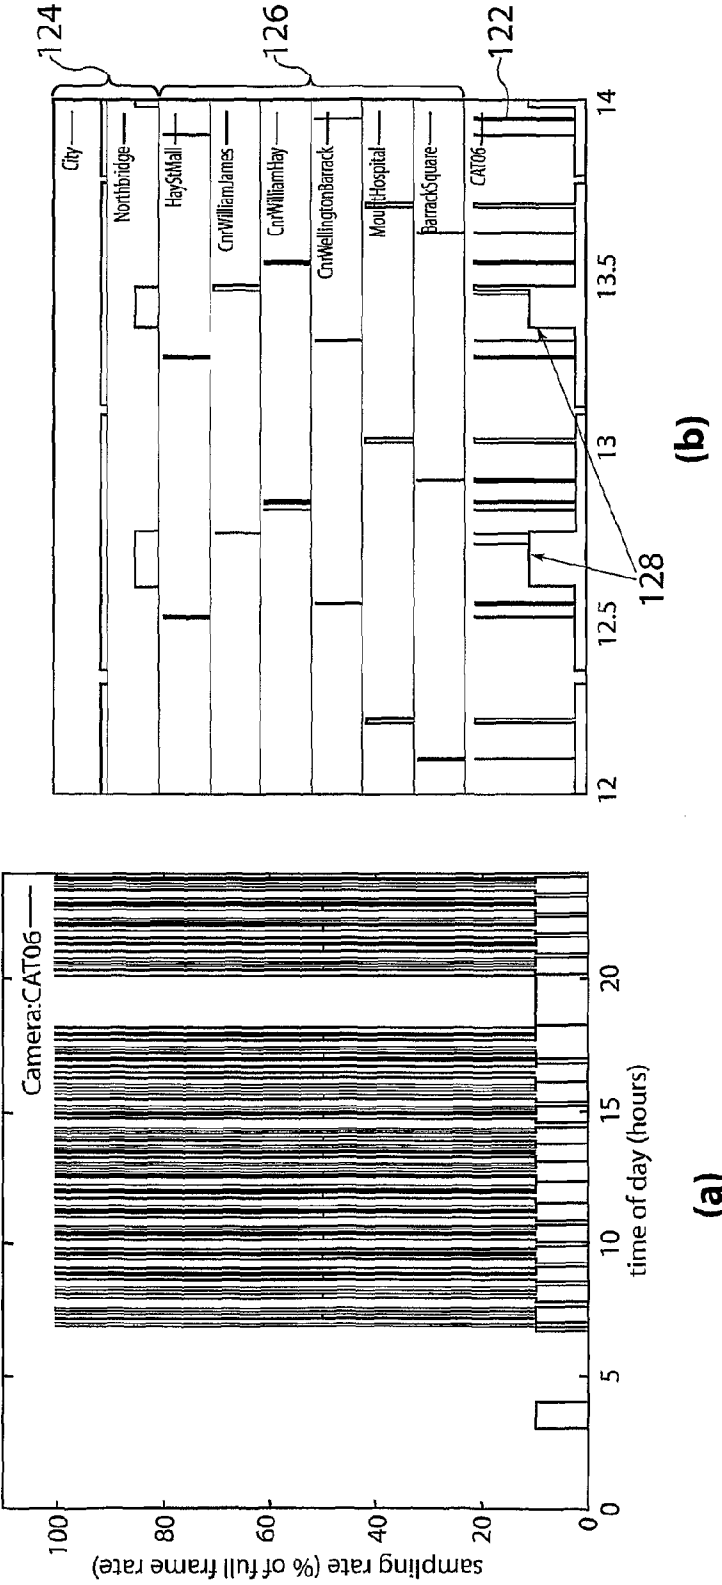 Camera:CAT06
sampling rate (% of full frame rate)
100
80
60
40
20
0
0
5
10
15
20
time of day (hours)
(a)
124
126
122
128
City
Northbridge
HayStMall
CnrWilliamJames
CnrWilliamHay
CnrWellingtonBarrack
MountHospital
BarrackSquare
CAT06
12
12.5
13
13.5
14
(b)